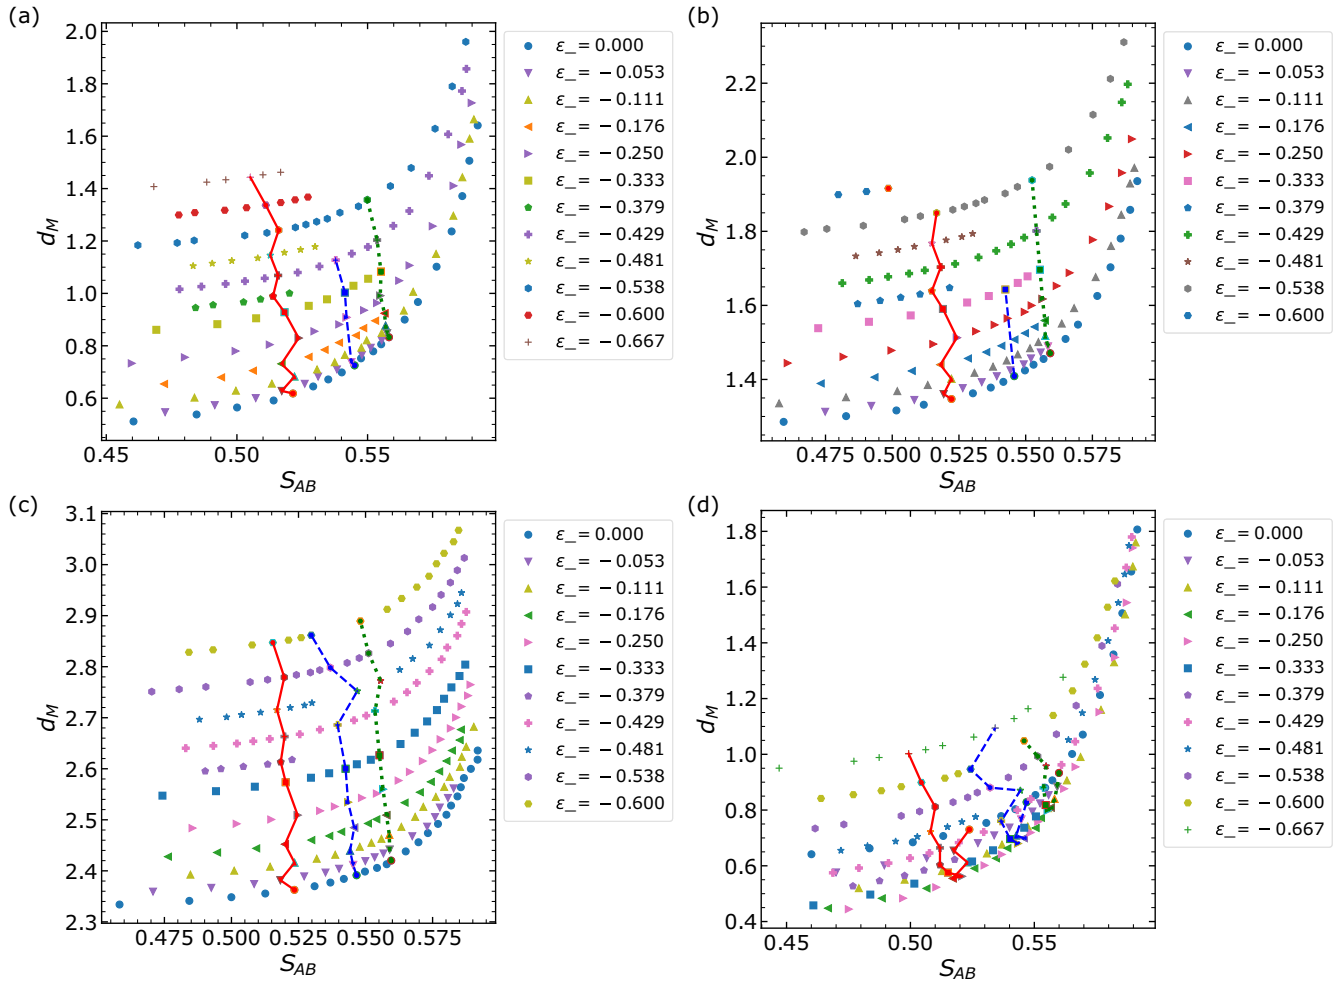 (a)
2.0
1.8
1.6
1.4
1.2
1.0
0.8
0.6
d_M
0.45
0.50
0.55
S_AB
ε_= 0.000
ε_= −0.053
ε_= −0.111
ε_= −0.176
ε_= −0.250
ε_= −0.333
ε_= −0.379
ε_= −0.429
ε_= −0.481
ε_= −0.538
ε_= −0.600
ε_= −0.667
(b)
2.2
2.0
1.8
1.6
1.4
d_M
0.475
0.500
0.525
0.550
0.575
S_AB
ε_= 0.000
ε_= −0.053
ε_= −0.111
ε_= −0.176
ε_= −0.250
ε_= −0.333
ε_= −0.379
ε_= −0.429
ε_= −0.481
ε_= −0.538
ε_= −0.600
(c)
3.1
3.0
2.9
2.8
2.7
2.6
2.5
2.4
2.3
d_M
0.475
0.500
0.525
0.550
0.575
S_AB
ε_= 0.000
ε_= −0.053
ε_= −0.111
ε_= −0.176
ε_= −0.250
ε_= −0.333
ε_= −0.379
ε_= −0.429
ε_= −0.481
ε_= −0.538
ε_= −0.600
(d)
1.8
1.6
1.4
1.2
1.0
0.8
0.6
0.4
d_M
0.45
0.50
0.55
S_AB
ε_= 0.000
ε_= −0.053
ε_= −0.111
ε_= −0.176
ε_= −0.250
ε_= −0.333
ε_= −0.379
ε_= −0.429
ε_= −0.481
ε_= −0.538
ε_= −0.600
ε_= −0.667